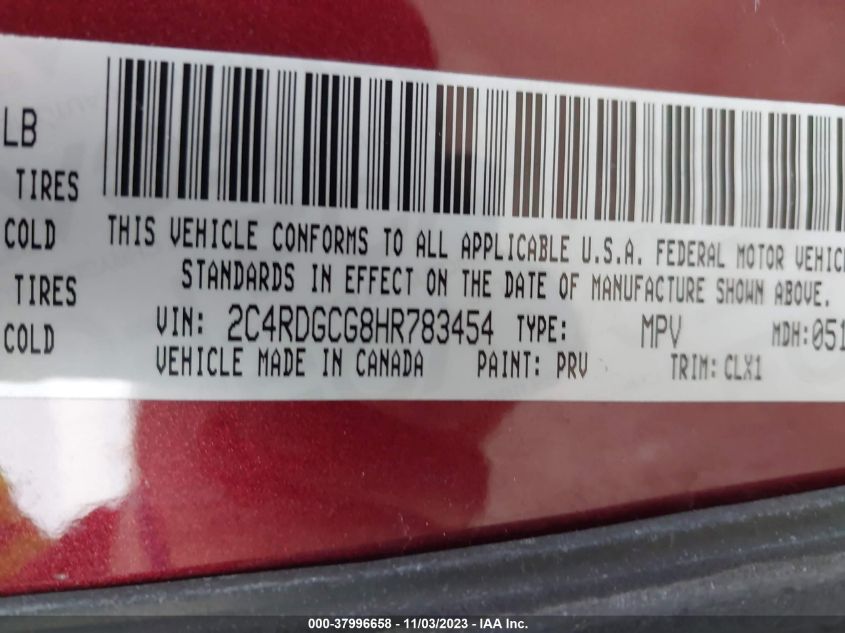 LB
TIRES
COLD
TIRES
COLD
THIS VEHICLE CONFORMS TO ALL APPLICABLE U.S.A. FEDERAL MOTOR VEHIC
STANDARDS IN EFFECT ON THE DATE OF MANUFACTURE SHOWN ABOVE.
VIN: 2C4RDGCG8HR783454 TYPE: MPV MDH:051
VEHICLE MADE IN CANADA PAINT: PRV TRIM: CLX1
000-37996658 - 11/03/2023 - IAA Inc.